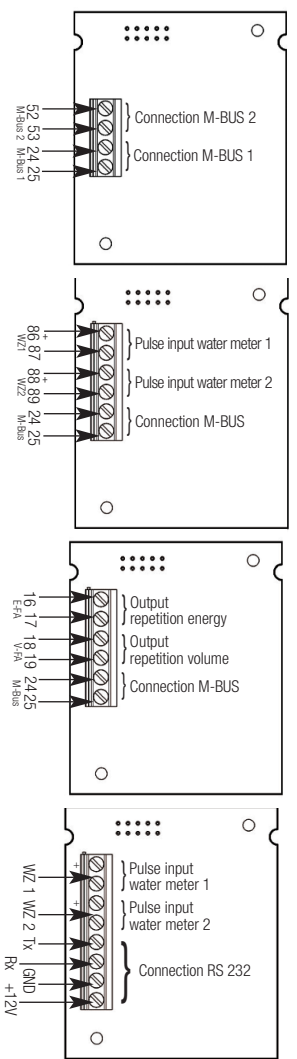 52
53
M-Bus 2
24
25
M-Bus 1
Connection M-BUS 2
Connection M-BUS 1
86 +
87
WZ1
88 +
89
WZ2
24
25
M-Bus
Pulse input water meter 1
Pulse input water meter 2
Connection M-BUS
16
17
E-FA
18
19
V-FA
24
25
M-Bus
Output
repetition energy
Output
repetition volume
Connection M-BUS
+
WZ 1
+
WZ 2
Tx
Rx
GND
+12V
Pulse input
water meter 1
Pulse input
water meter 2
Connection RS 232